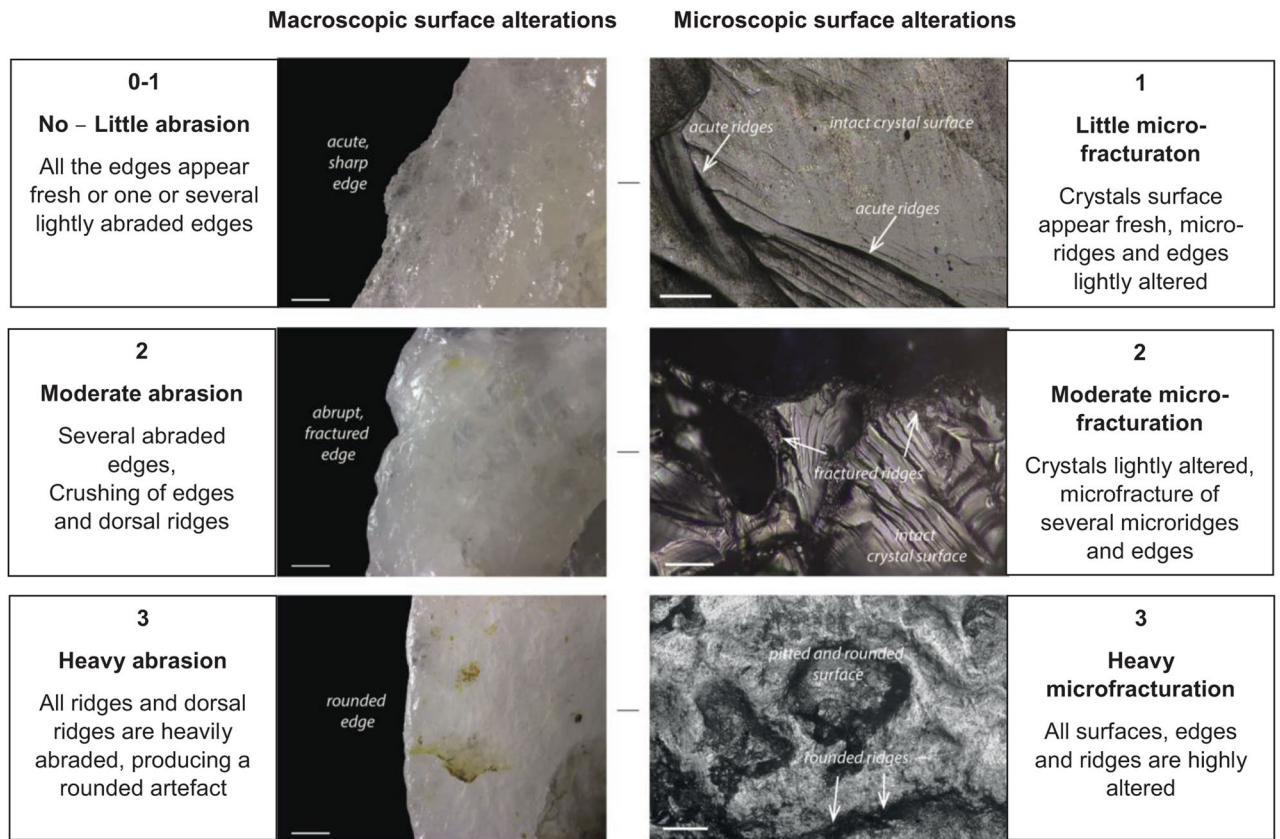 Macroscopic surface alterations
Microscopic surface alterations
0-1
No – Little abrasion
All the edges appear
fresh or one or several
lightly abraded edges
acute,
sharp
edge
acute ridges
intact crystal surface
acute ridges
1
Little micro-
fracturaton
Crystals surface
appear fresh, micro-
ridges and edges
lightly altered
2
Moderate abrasion
Several abraded
edges,
Crushing of edges
and dorsal ridges
abrupt,
fractured
edge
fractured ridges
intact
crystal surface
2
Moderate micro-
fracturation
Crystals lightly altered,
microfracture of
several microridges
and edges
3
Heavy abrasion
All ridges and dorsal
ridges are heavily
abraded, producing a
rounded artefact
rounded
edge
pitted and rounded
surface
rounded ridges
3
Heavy
microfracturation
All surfaces, edges
and ridges are highly
altered